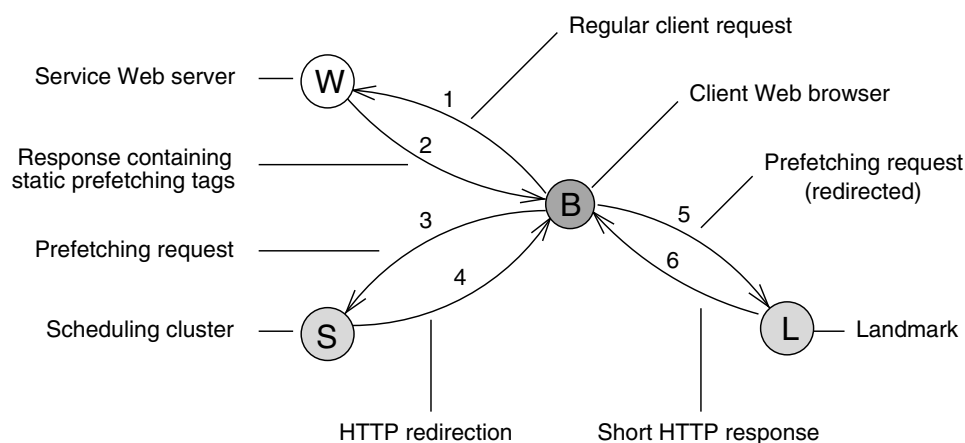 Regular client request
Service Web server
W
1
Client Web browser
2
Response containing
static prefetching tags
Prefetching request
(redirected)
B
3
5
Prefetching request
4
6
Scheduling cluster
S
L
Landmark
HTTP redirection
Short HTTP response